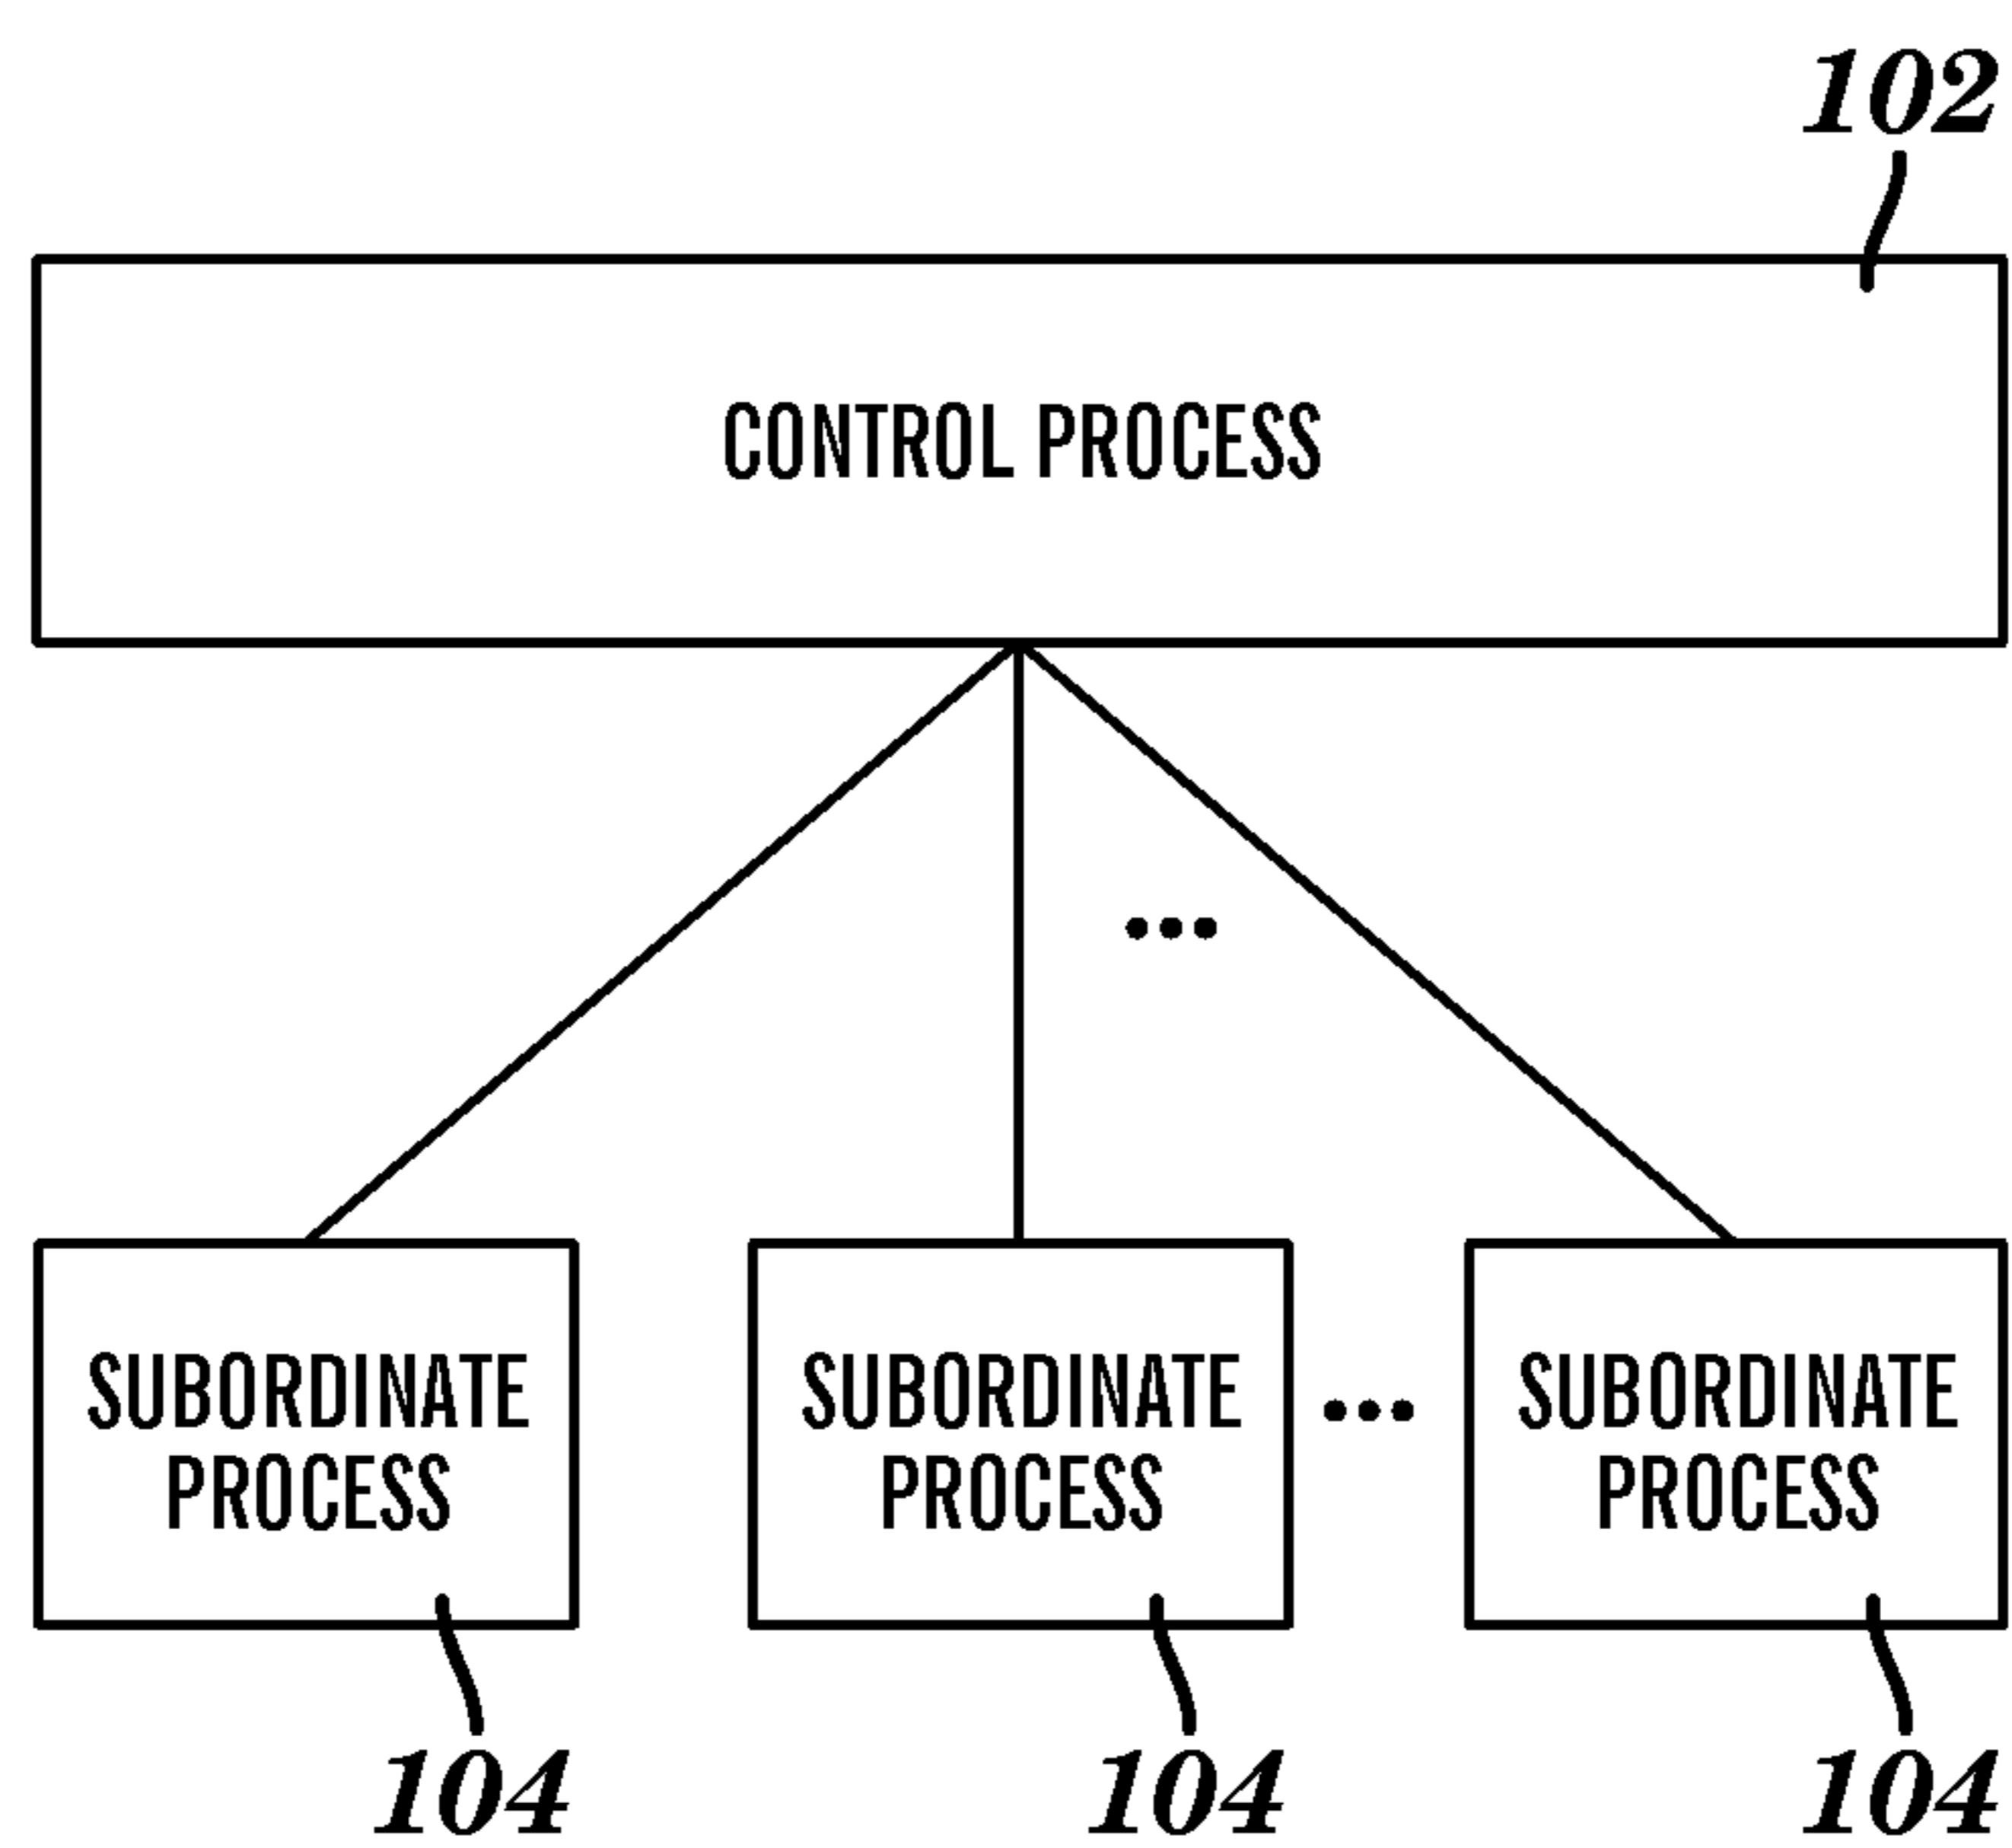 102
CONTROL PROCESS
...
SUBORDINATE
PROCESS
SUBORDINATE
PROCESS
...
SUBORDINATE
PROCESS
104
104
104